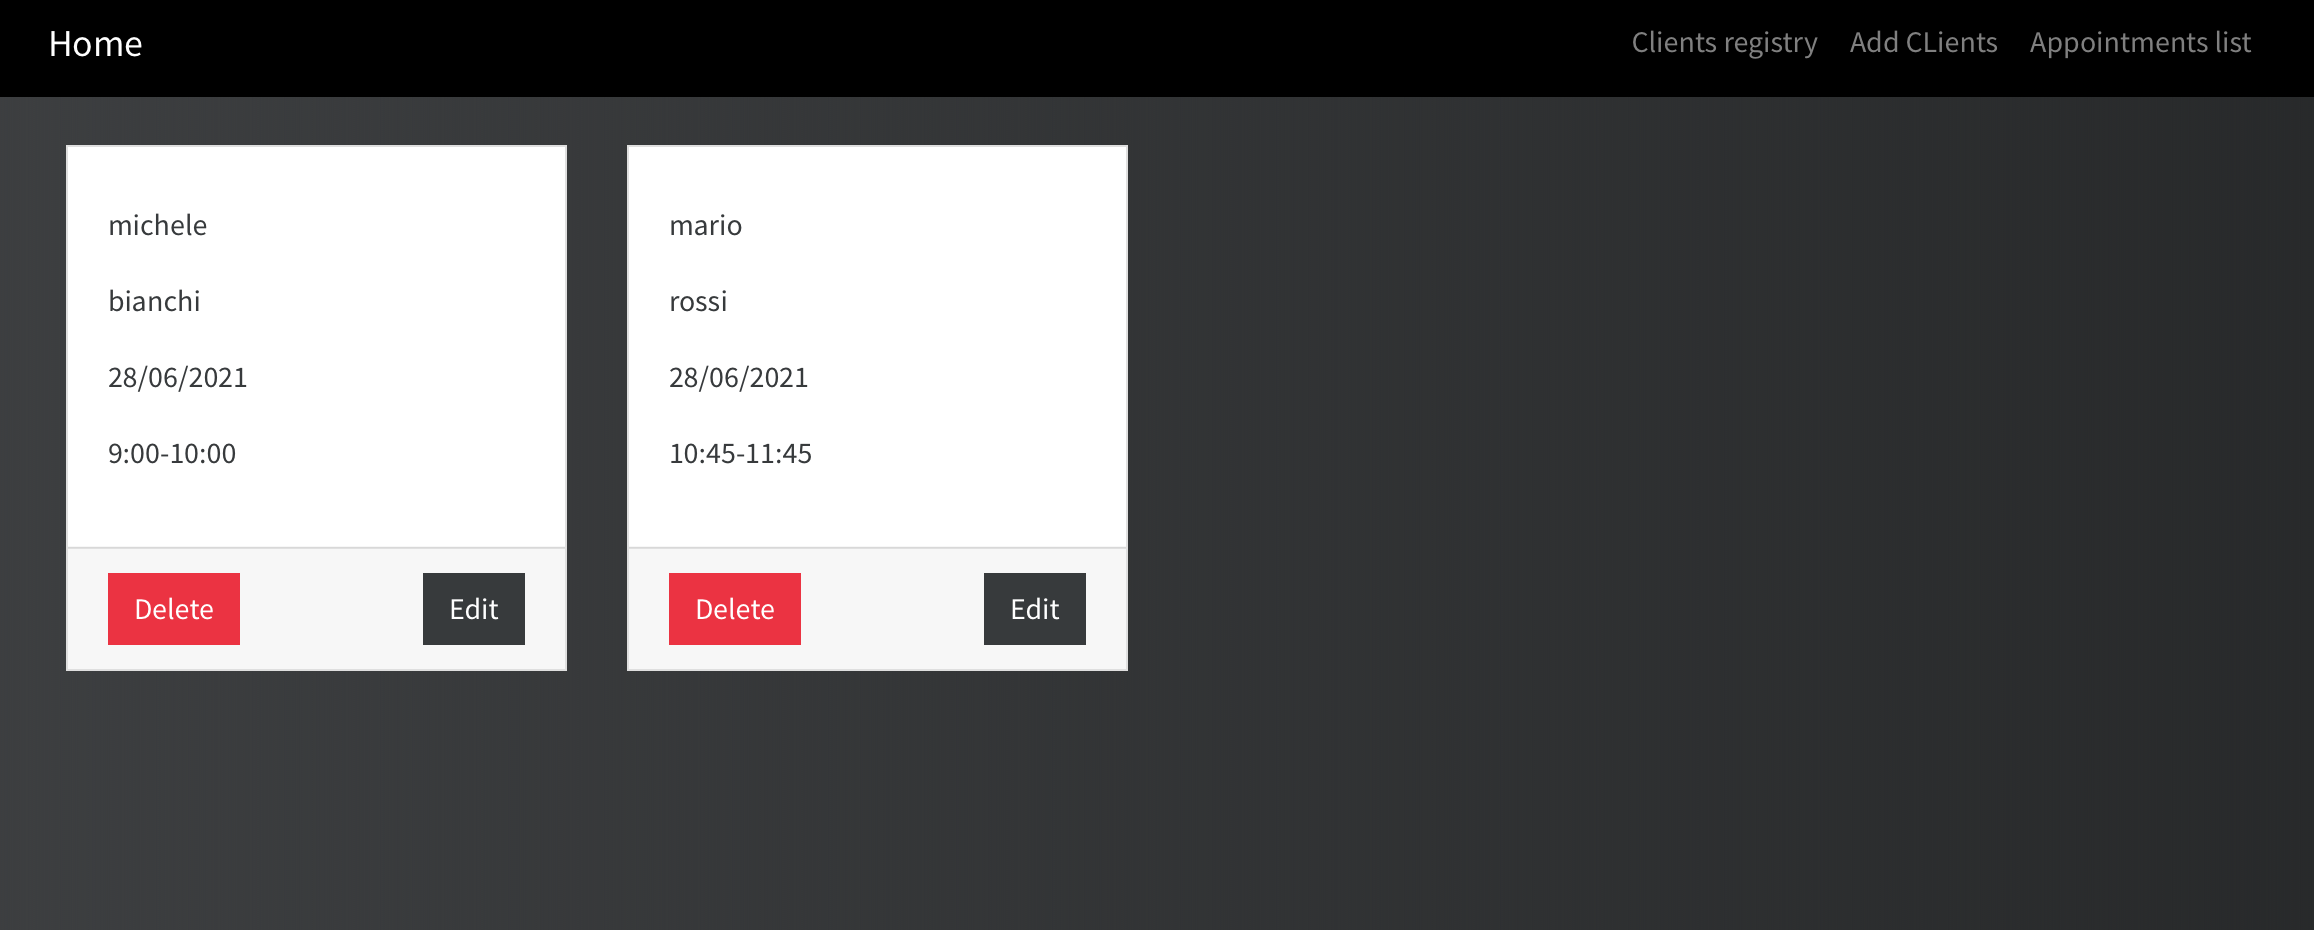 Home
Clients registry
Add CLients
Appointments list
michele
bianchi
28/06/2021
9:00-10:00
Delete
Edit
mario
rossi
28/06/2021
10:45-11:45
Delete
Edit